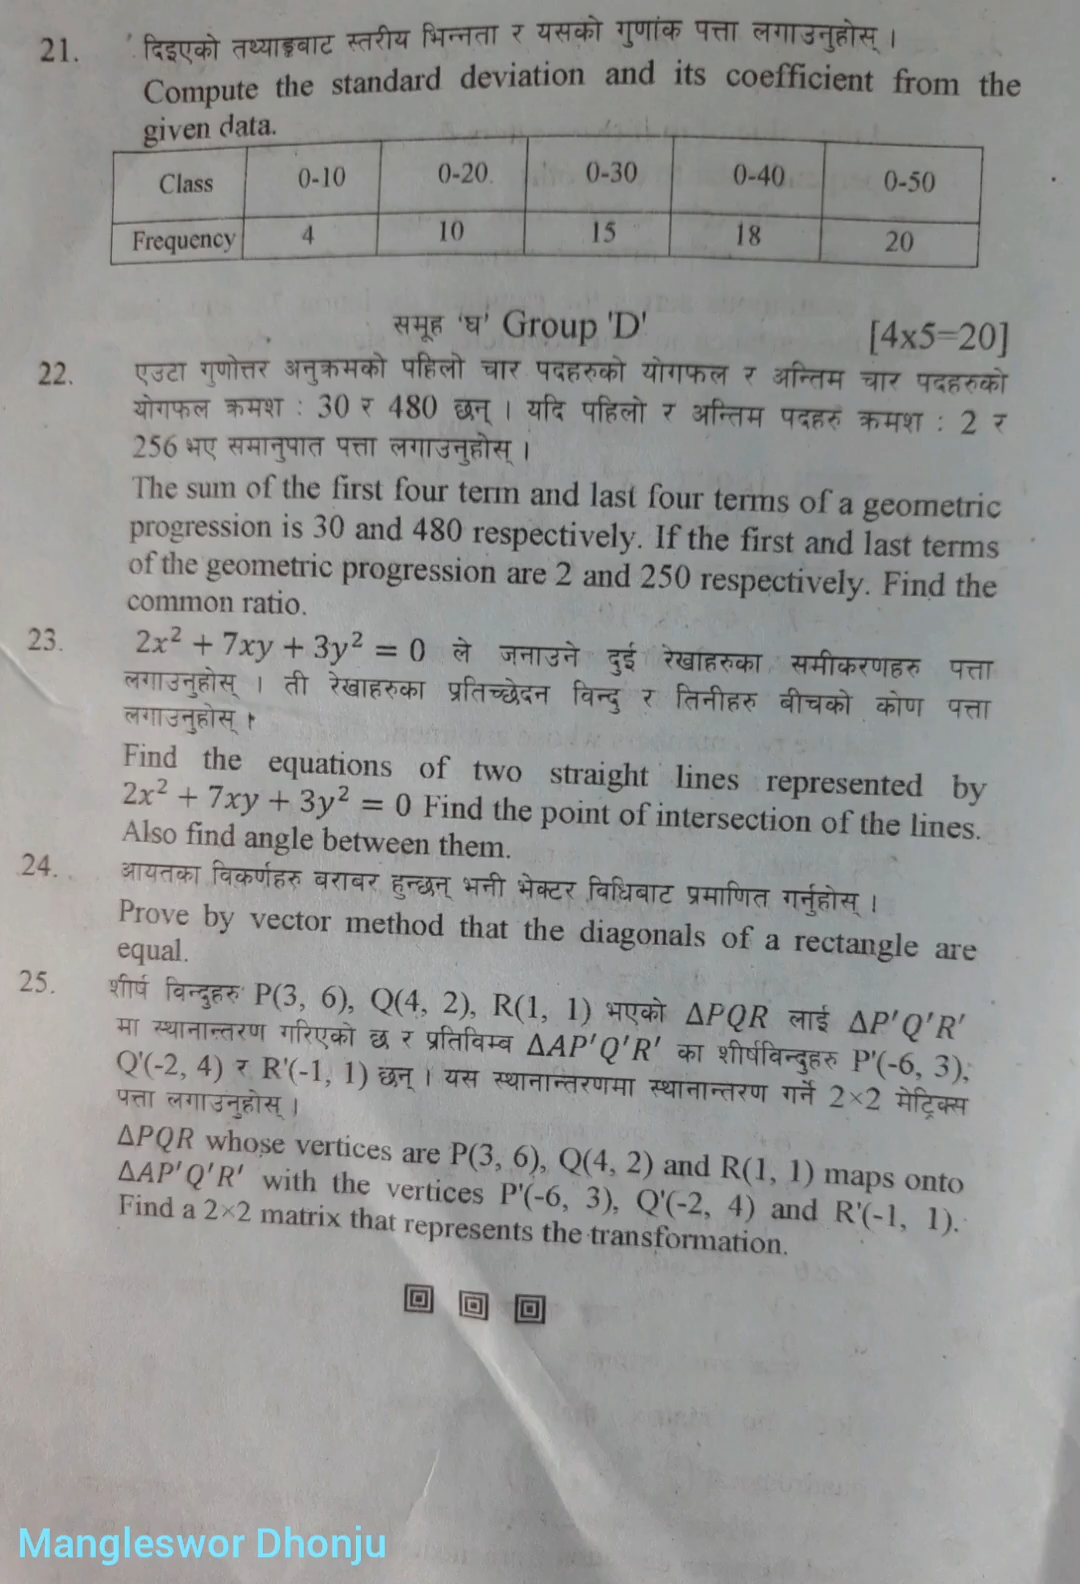 21. दिइएको तथ्याङ्कबाट स्तरीय भिन्नता र यसको गुणांक पत्ता लगाउनुहोस् ।
Compute the standard deviation and its coefficient from the
given data.
Class 0-10 0-20 0-30 0-40 0-50
Frequency 4 10 15 18 20
समूह 'घ' Group 'D' [4x5=20]
22. एउटा गुणोत्तर अनुक्रमको पहिलो चार पदहरुको योगफल र अन्तिम चार पदहरुको
योगफल क्रमश : 30 र 480 छन् । यदि पहिलो र अन्तिम पदहरु क्रमश : 2 र
256 भए समानुपात पत्ता लगाउनुहोस् ।
The sum of the first four term and last four terms of a geometric
progression is 30 and 480 respectively. If the first and last terms
of the geometric progression are 2 and 250 respectively. Find the
common ratio.
23. 2x² + 7xy + 3y² = 0 ले जनाउने दुई रेखाहरुका समीकरणहरु पत्ता
लगाउनुहोस् । ती रेखाहरुका प्रतिच्छेदन विन्दु र तिनीहरु बीचको कोण पत्ता
लगाउनुहोस् ।
Find the equations of two straight lines represented by
2x² + 7xy + 3y² = 0 Find the point of intersection of the lines.
Also find angle between them.
24. आयतका विकर्णहरु बराबर हुन्छन् भनी भेक्टर विधिबाट प्रमाणित गर्नुहोस् ।
Prove by vector method that the diagonals of a rectangle are
equal.
25. शीर्ष विन्दुहरु P(3, 6), Q(4, 2), R(1, 1) भएको ΔPQR लाई ΔP'Q'R'
मा स्थानान्तरण गरिएको छ र प्रतिविम्ब ΔAP'Q'R' का शीर्षविन्दुहरु P'(-6, 3),
Q'(-2, 4) र R'(-1, 1) छन् । यस स्थानान्तरणमा स्थानान्तरण गर्ने 2×2 मेट्रिक्स
पत्ता लगाउनुहोस् ।
ΔPQR whose vertices are P(3, 6), Q(4, 2) and R(1, 1) maps onto
ΔAP'Q'R' with the vertices P'(-6, 3), Q'(-2, 4) and R'(-1, 1).
Find a 2×2 matrix that represents the transformation.
Mangleswor Dhonju